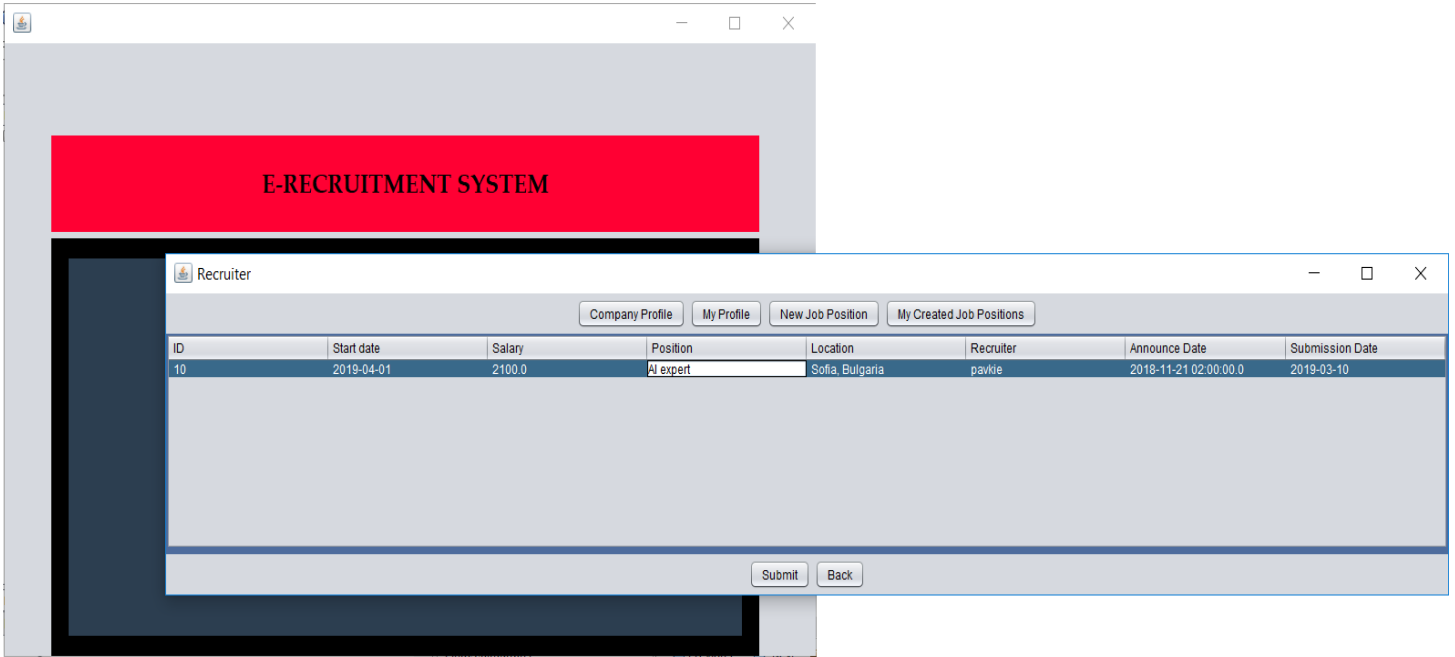 E-RECRUITMENT SYSTEM
Recruiter
Company Profile My Profile New Job Position My Created Job Positions
ID Start date Salary Position Location Recruiter Announce Date Submission Date
10 2019-04-01 2100.0 AI expert Sofia, Bulgaria pavkie 2018-11-21 02:00:00.0 2019-03-10
Submit Back